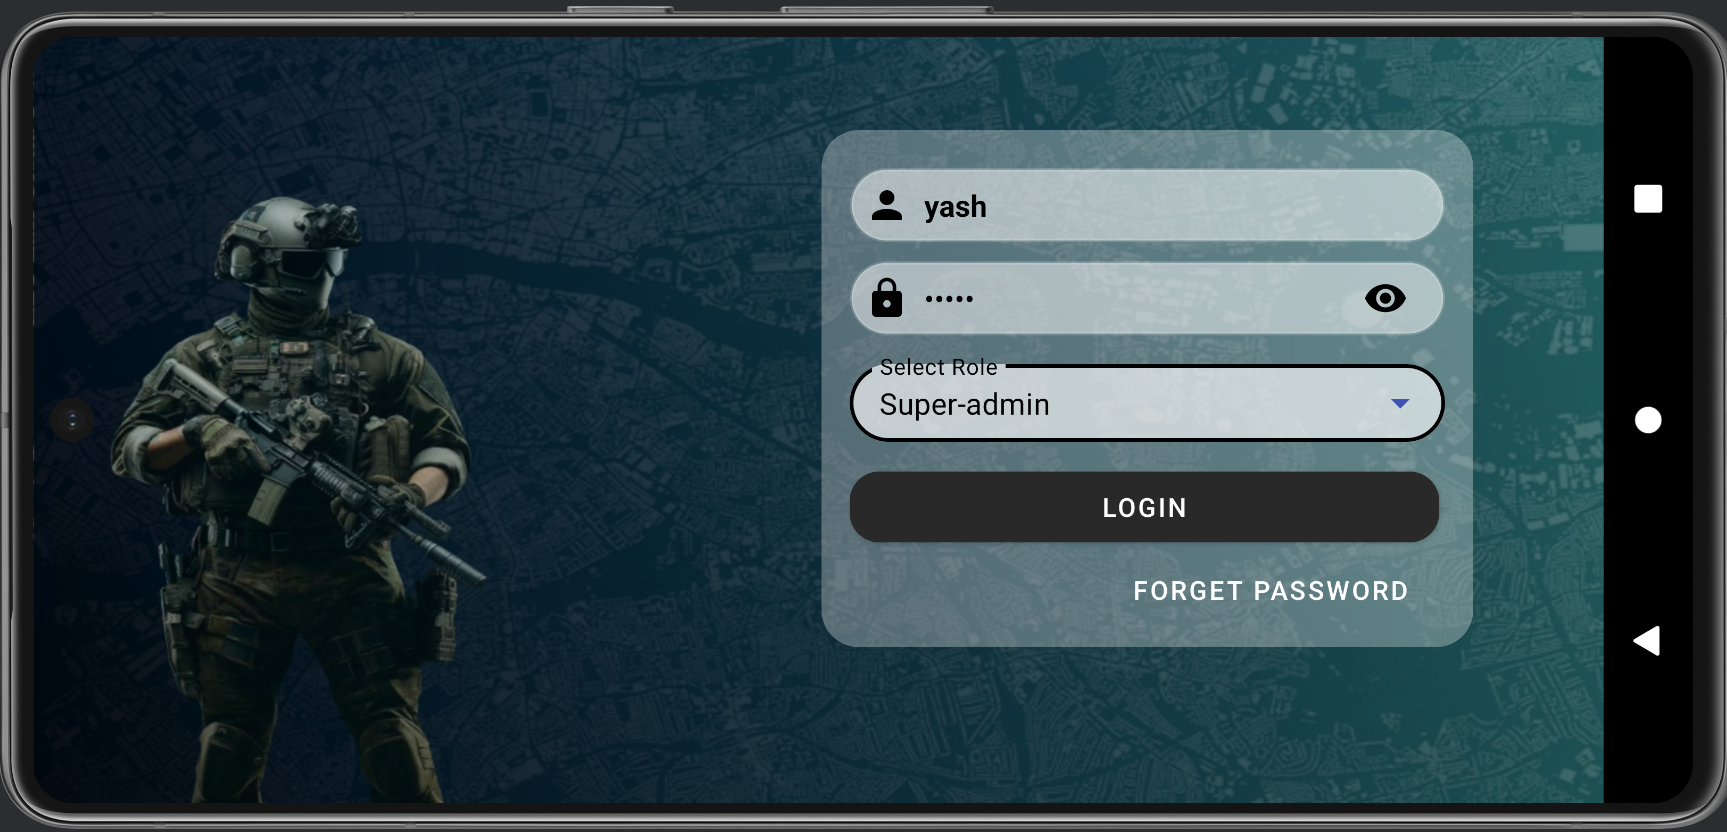 yash
•••••
Select Role
Super-admin
LOGIN
FORGET PASSWORD